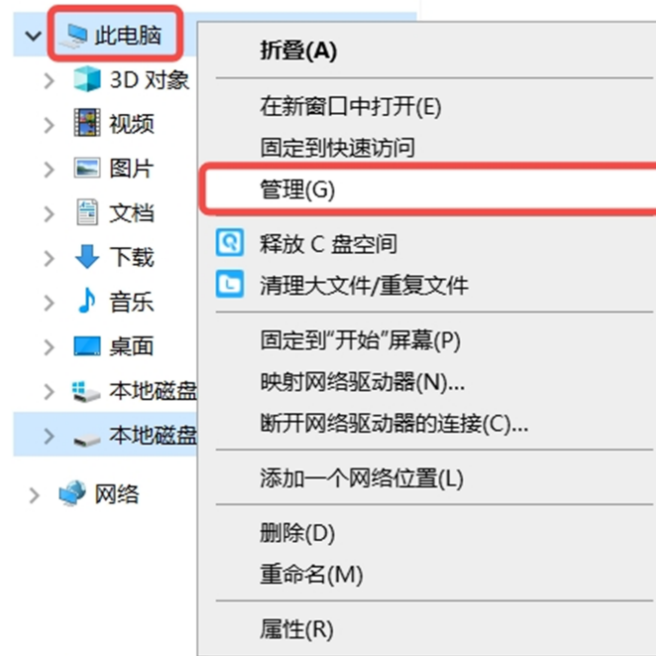 此电脑
3D 对象
视频
图片
文档
下载
音乐
桌面
本地磁盘
本地磁盘
网络
折叠(A)
在新窗口中打开(E)
固定到快速访问
管理(G)
释放 C 盘空间
清理大文件/重复文件
固定到“开始”屏幕(P)
映射网络驱动器(N)...
断开网络驱动器的连接(C)...
添加一个网络位置(L)
删除(D)
重命名(M)
属性(R)